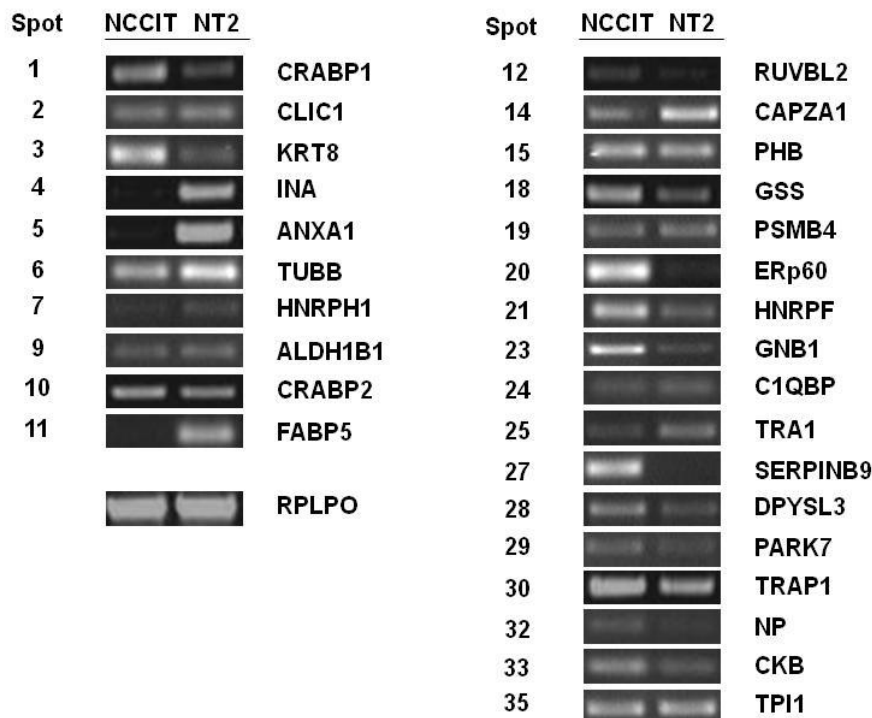 Spot NCCIT NT2
1 CRABP1
2 CLIC1
3 KRT8
4 INA
5 ANXA1
6 TUBB
7 HNRPH1
9 ALDH1B1
10 CRABP2
11 FABP5
RPLPO
Spot NCCIT NT2
12 RUVBL2
14 CAPZA1
15 PHB
18 GSS
19 PSMB4
20 ERp60
21 HNRPF
23 GNB1
24 C1QBP
25 TRA1
27 SERPINB9
28 DPYSL3
29 PARK7
30 TRAP1
32 NP
33 CKB
35 TPI1